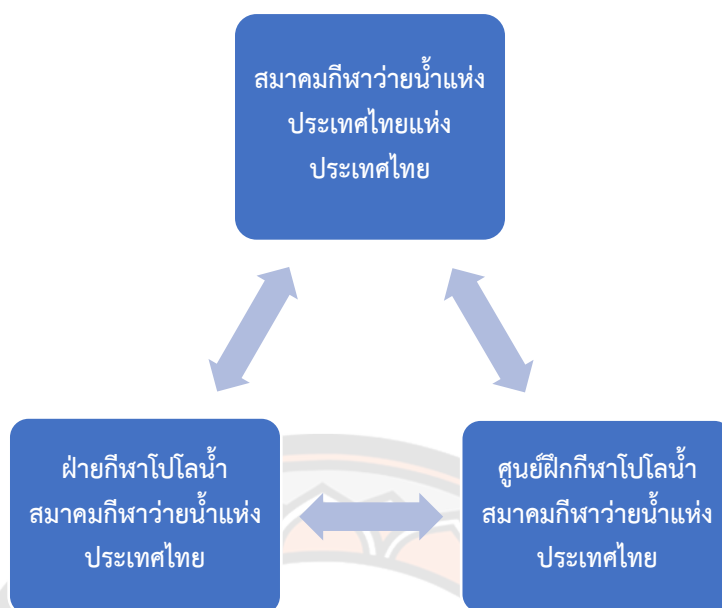 สมาคมกีฬาว่ายน้ำแห่ง
ประเทศไทยแห่ง
ประเทศไทย
ฝ่ายกีฬาโปโลน้ำ
สมาคมกีฬาว่ายน้ำแห่ง
ประเทศไทย
ศูนย์ฝึกกีฬาโปโลน้ำ
สมาคมกีฬาว่ายน้ำแห่ง
ประเทศไทย